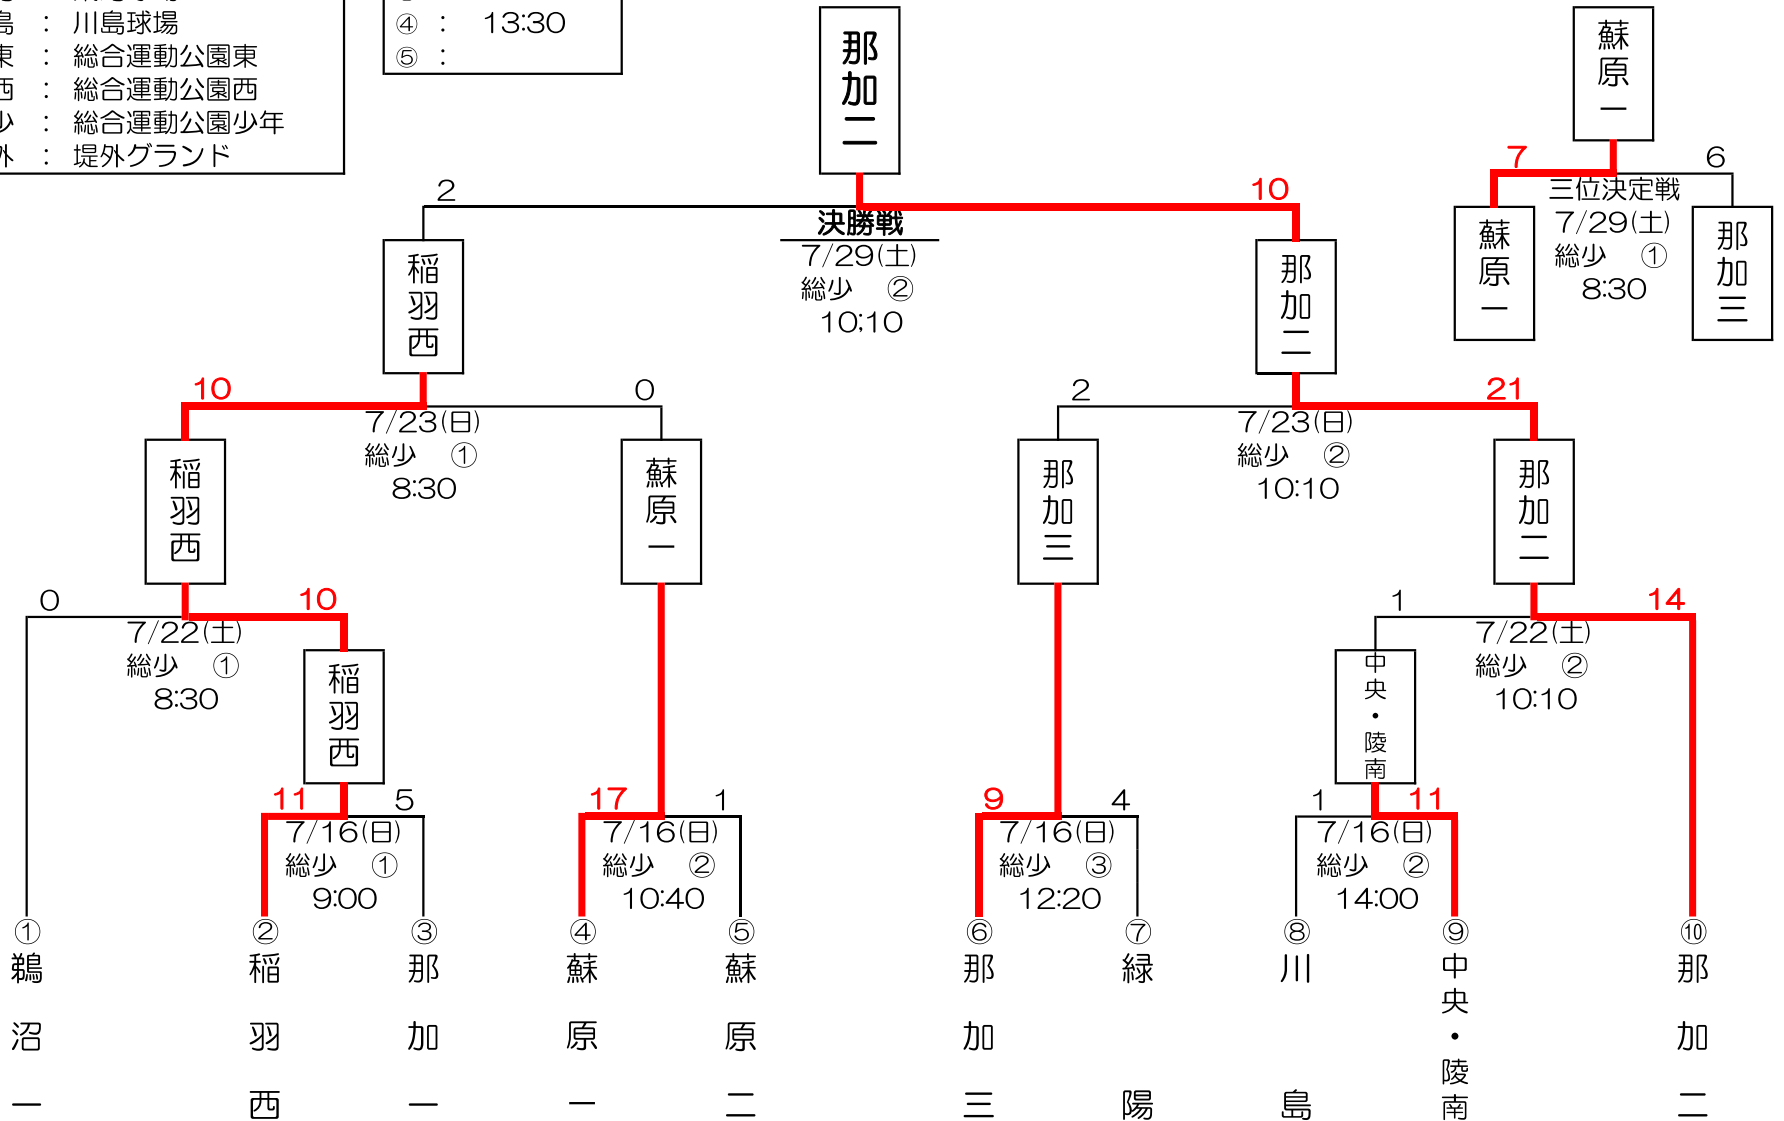 島 : 川島球場
東 : 総合運動公園東
西 : 総合運動公園西
少 : 総合運動公園少年
外 : 堤外グランド
④ : 13:30
⑤ :
那加二
蘇原一
7 6
三位決定戦
7/29(土)
総少 ①
8:30
蘇原一
那加三
2 10
決勝戦
7/29(土)
総少 ②
10;10
稲羽西
那加二
10 0
7/23(日)
総少 ①
8:30
2 21
7/23(日)
総少 ②
10:10
稲羽西
蘇原一
那加三
那加二
0 10
7/22(土)
総少 ①
8:30
1 14
7/22(土)
総少 ②
10:10
稲羽西
中央・陵南
11 5
7/16(日)
総少 ①
9:00
17 1
7/16(日)
総少 ②
10:40
9 4
7/16(日)
総少 ③
12:20
1 11
7/16(日)
総少 ②
14:00
① 鵜沼一
② 稲羽西
③ 那加一
④ 蘇原一
⑤ 蘇原二
⑥ 那加三
⑦ 緑陽
⑧ 川島
⑨ 中央・陵南
⑩ 那加二